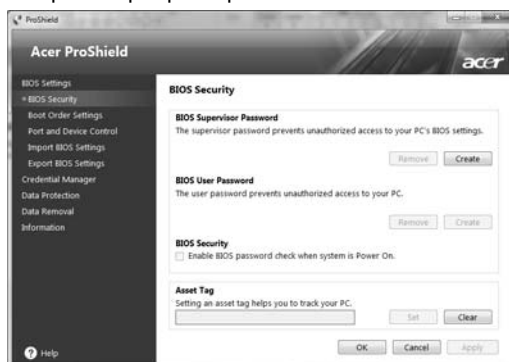 ProShield
Acer ProShield
acer
BIOS Settings
BIOS Security
Boot Order Settings
Port and Device Control
Import BIOS Settings
Export BIOS Settings
Credential Manager
Data Protection
Data Removal
Information
Help
BIOS Security
BIOS Supervisor Password
The supervisor password prevents unauthorized access to your PC's BIOS settings.
Remove Create
BIOS User Password
The user password prevents unauthorized access to your PC.
Remove Create
BIOS Security
Enable BIOS password check when system is Power On.
Asset Tag
Setting an asset tag helps you to track your PC.
Set Clear
OK Cancel Apply